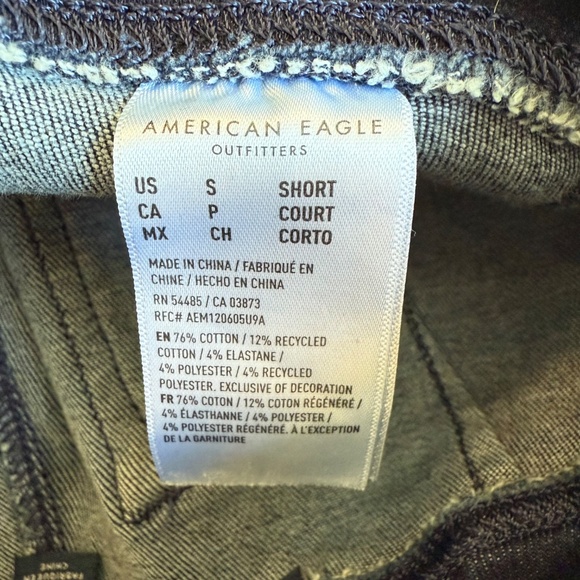 AMERICAN EAGLE
OUTFITTERS
US S SHORT
CA P COURT
MX CH CORTO
MADE IN CHINA / FABRIQUÉ EN
CHINE / HECHO EN CHINA
RN 54485 / CA 03873
RFC# AEM120605U9A
EN 76% COTTON / 12% RECYCLED
COTTON / 4% ELASTANE /
4% POLYESTER / 4% RECYCLED
POLYESTER. EXCLUSIVE OF DECORATION
FR 76% COTON / 12% COTON RÉGÉNÉRÉ /
4% ÉLASTHANNE / 4% POLYESTER /
4% POLYESTER RÉGÉNÉRÉ. À L'EXCEPTION
DE LA GARNITURE
FABRIQUE EN
CHINE